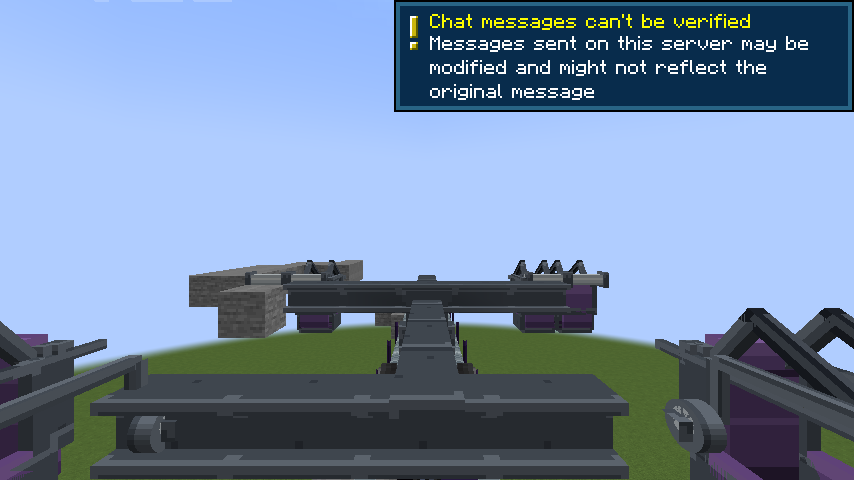 Chat messages can't be verified
Messages sent on this server may be
modified and might not reflect the
original message